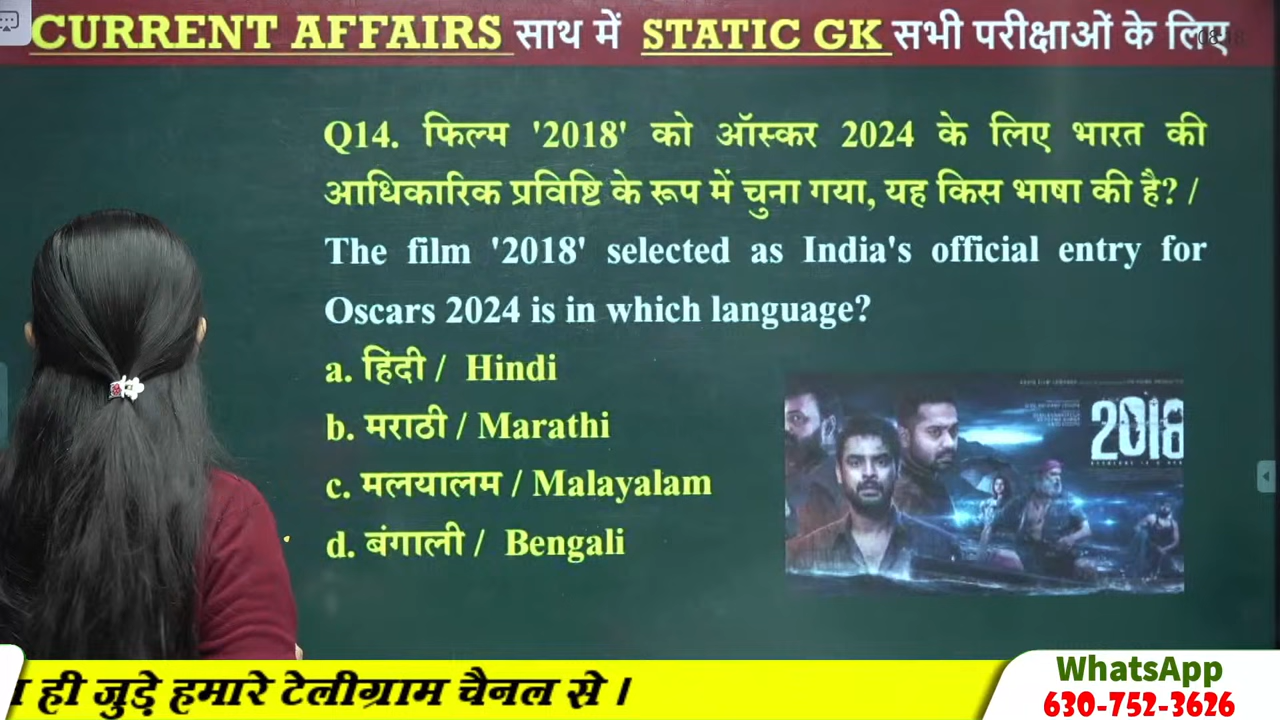 CURRENT AFFAIRS साथ में STATIC GK सभी परीक्षाओं के लिए
Q14. फिल्म '2018' को ऑस्कर 2024 के लिए भारत की
आधिकारिक प्रविष्टि के रूप में चुना गया, यह किस भाषा की है? /
The film '2018' selected as India's official entry for
Oscars 2024 is in which language?
a. हिंदी / Hindi
b. मराठी / Marathi
c. मलयालम / Malayalam
d. बंगाली / Bengali
2018
ही जुड़े हमारे टेलीग्राम चैनल से ।
WhatsApp
630-752-3626